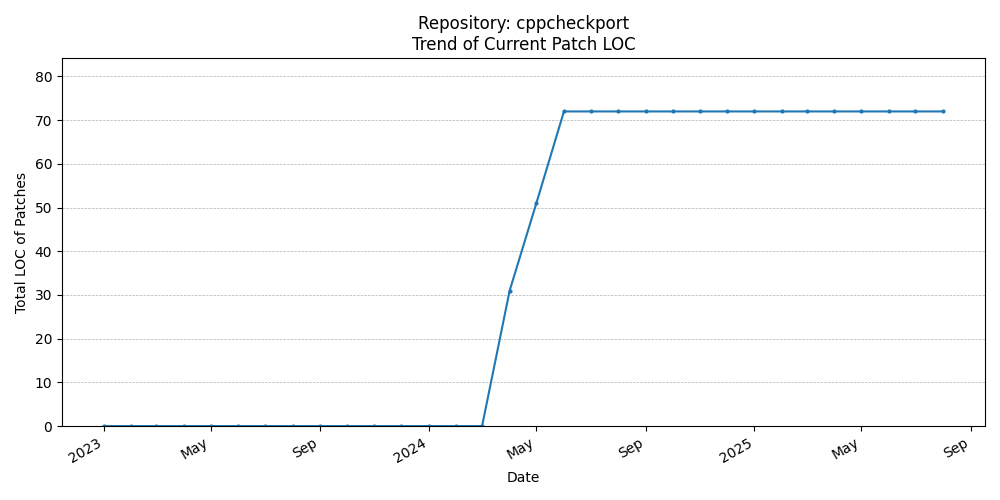 Repository: cppcheckport
Trend of Current Patch LOC
Total LOC of Patches
80
70
60
50
40
30
20
10
0
2023
May
Sep
2024
May
Sep
2025
May
Sep
Date